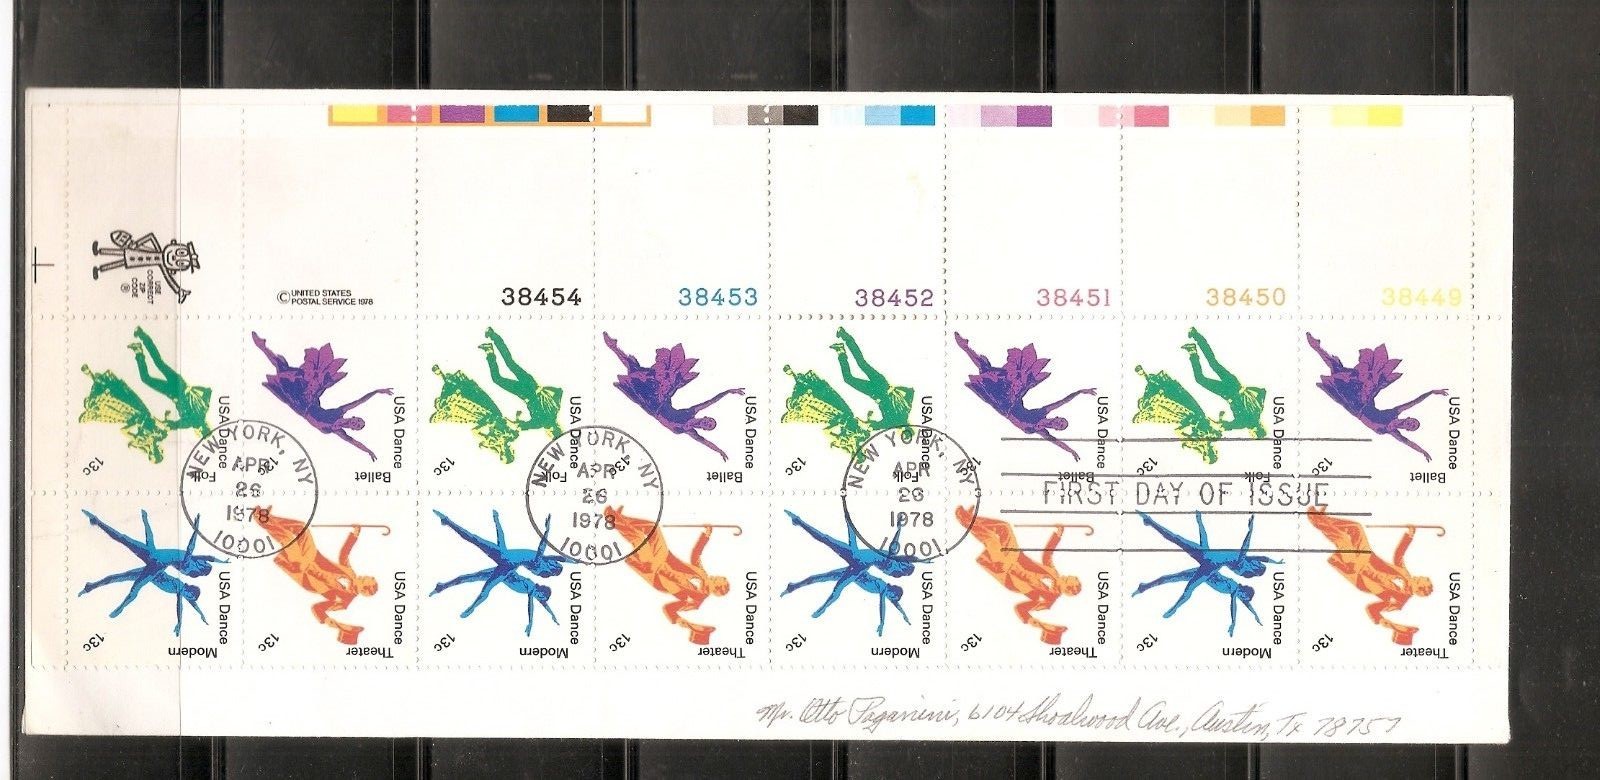 USE
CORRECT
ZIP
CODE
®
© UNITED STATES
POSTAL SERVICE 1978
38454 38453 38452 38451 38450 38449
USA Dance
Folk
13c
USA Dance
Ballet
13c
USA Dance
Folk
13c
USA Dance
Ballet
13c
USA Dance
Folk
13c
USA Dance
Ballet
13c
USA Dance
Folk
13c
USA Dance
Ballet
13c
NEW YORK, NY
APR
26
1978
10001
NEW YORK, NY
APR
26
1978
10001
NEW YORK, NY
APR
26
1978
10001
FIRST DAY OF ISSUE
USA Dance
Modern
13c
USA Dance
Theater
13c
USA Dance
Modern
13c
USA Dance
Theater
13c
USA Dance
Modern
13c
USA Dance
Theater
13c
USA Dance
Modern
13c
USA Dance
Theater
13c
Mr. Otto Paganini, 6104 Shoalwood Ave., Austin, Tx 78757